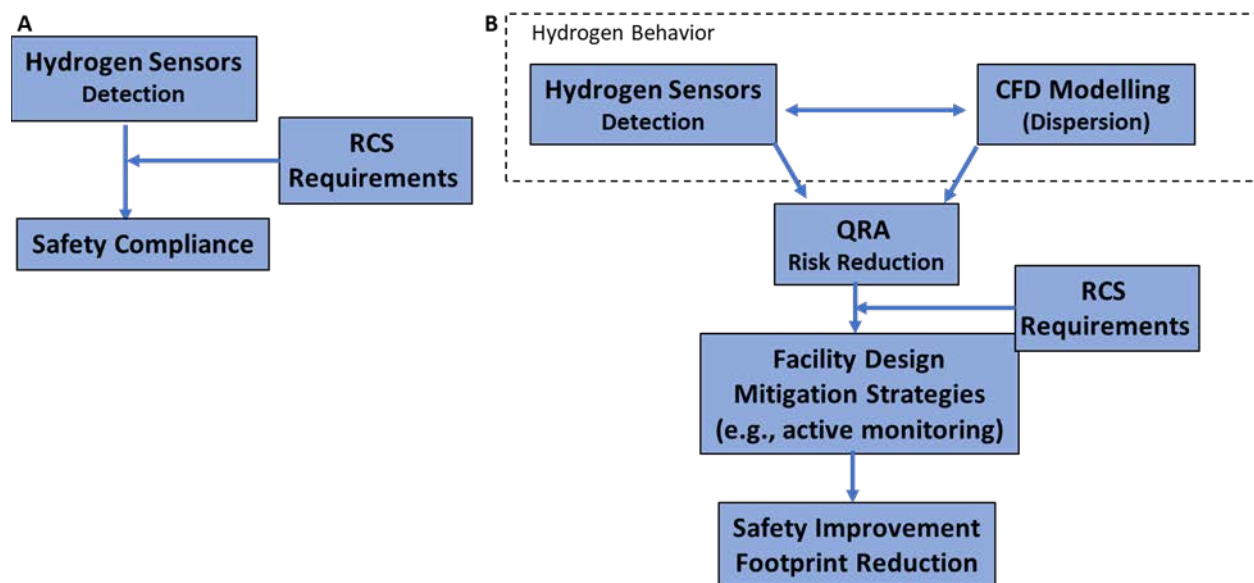 A
Hydrogen Sensors
Detection
RCS
Requirements
Safety Compliance
B
Hydrogen Behavior
Hydrogen Sensors
Detection
CFD Modelling
(Dispersion)
QRA
Risk Reduction
RCS
Requirements
Facility Design
Mitigation Strategies
(e.g., active monitoring)
Safety Improvement
Footprint Reduction